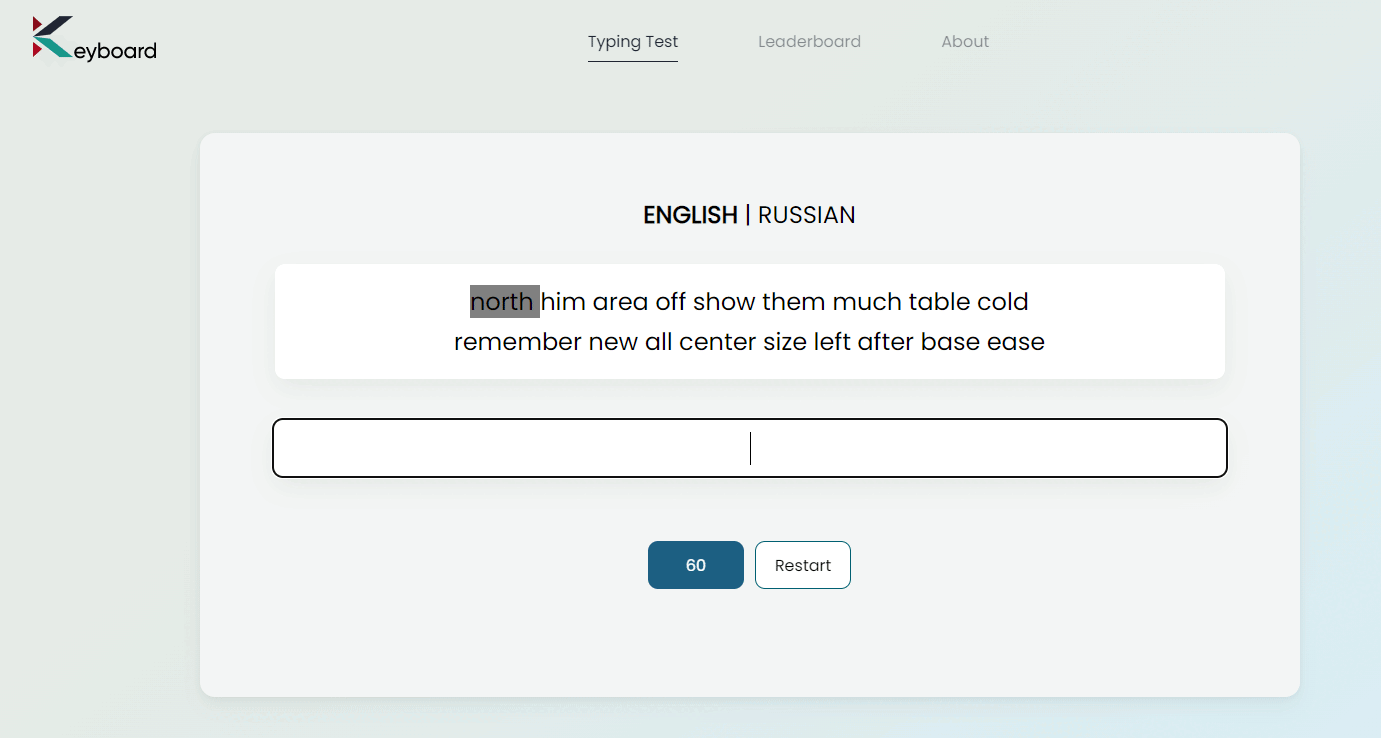 Keyboard
Typing Test
Leaderboard
About
ENGLISH | RUSSIAN
north him area off show them much table cold
remember new all center size left after base ease
60
Restart